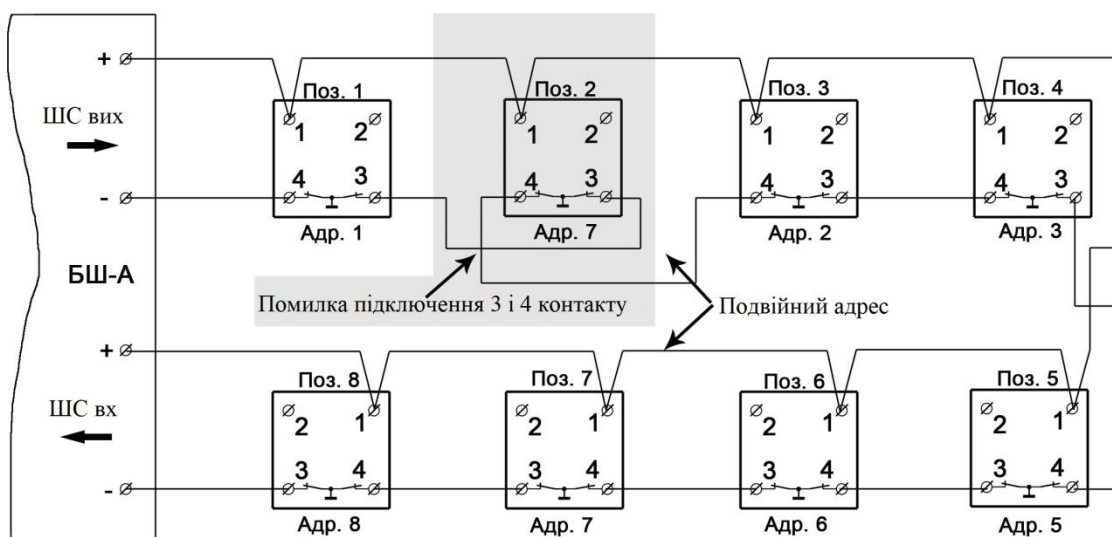 +
ШС вих
-
БШ-А
+
ШС вх
-
Поз. 1
1 2
4 3
Адр. 1
Поз. 2
1 2
4 3
Адр. 7
Поз. 3
1 2
4 3
Адр. 2
Поз. 4
1 2
4 3
Адр. 3
Помилка підключення 3 і 4 контакту
Подвійний адрес
Поз. 8
2 1
3 4
Адр. 8
Поз. 7
2 1
3 4
Адр. 7
Поз. 6
2 1
3 4
Адр. 6
Поз. 5
2 1
3 4
Адр. 5